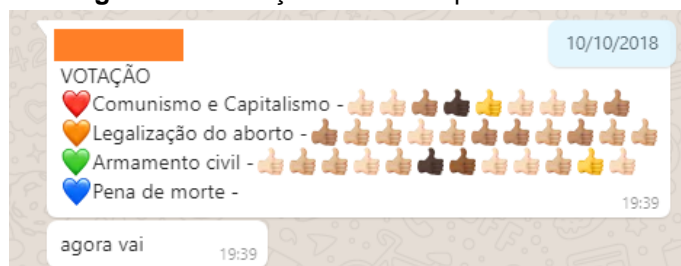 10/10/2018
VOTAÇÃO
Comunismo e Capitalismo -
Legalização do aborto -
Armamento civil -
Pena de morte -
19:39
agora vai
19:39